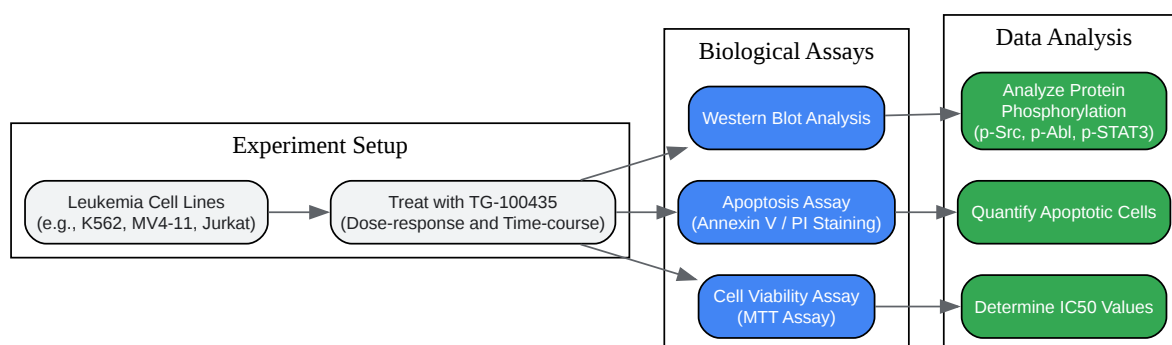 Experiment Setup
Leukemia Cell Lines
(e.g., K562, MV4-11, Jurkat)
Treat with TG-100435
(Dose-response and Time-course)
Biological Assays
Western Blot Analysis
Apoptosis Assay
(Annexin V / PI Staining)
Cell Viability Assay
(MTT Assay)
Data Analysis
Analyze Protein
Phosphorylation
(p-Src, p-Abl, p-STAT3)
Quantify Apoptotic Cells
Determine IC50 Values